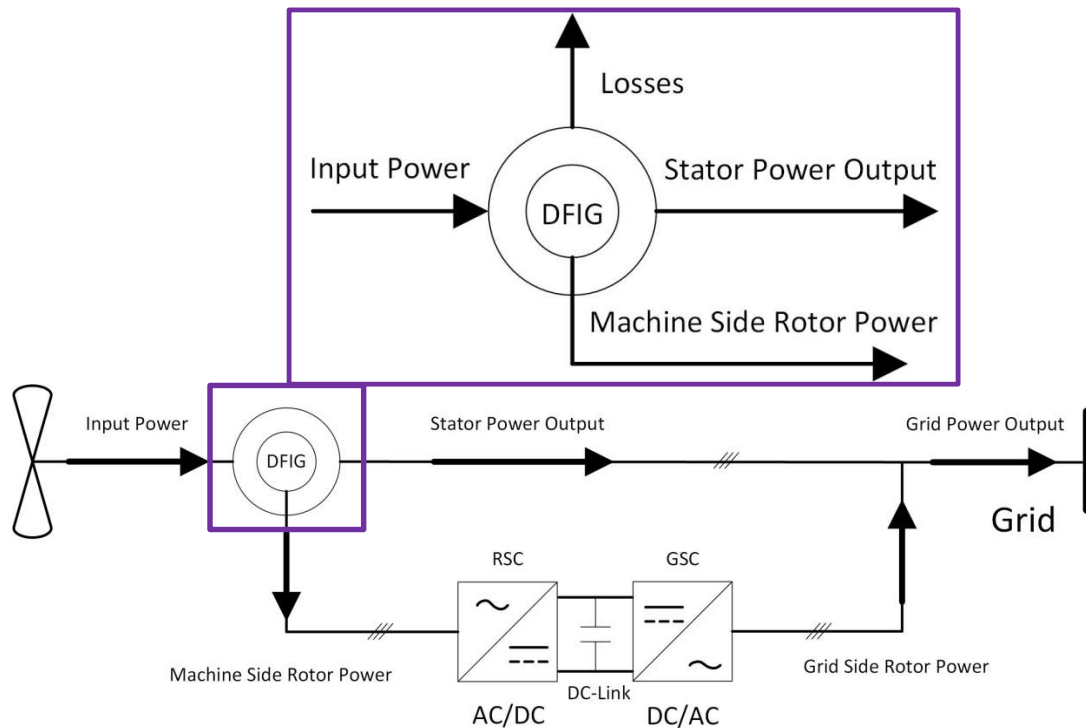 Losses
Input Power
Stator Power Output
DFIG
Machine Side Rotor Power
Input Power
Stator Power Output
Grid Power Output
DFIG
Grid
RSC
GSC
Machine Side Rotor Power
Grid Side Rotor Power
DC-Link
AC/DC
DC/AC